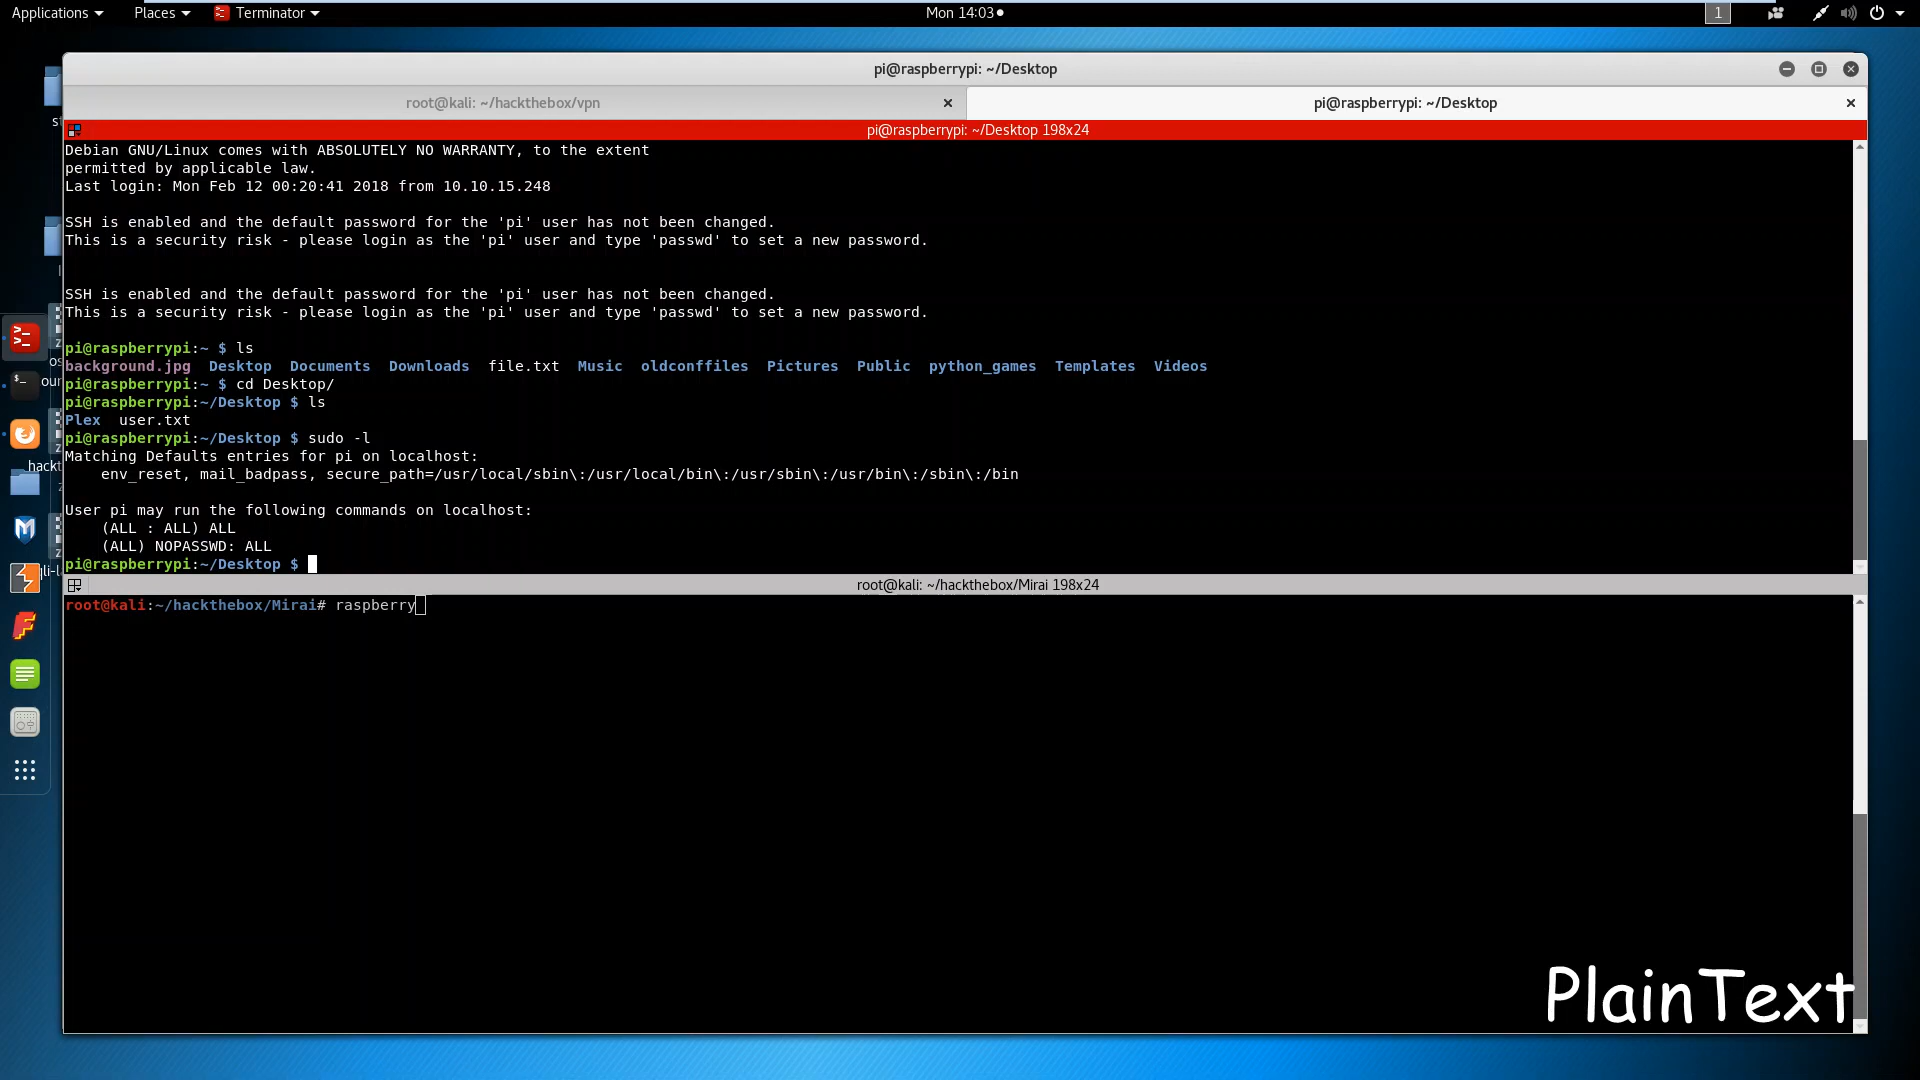 Applications Places Terminator Mon 14:03 1
pi@raspberrypi: ~/Desktop
root@kali: ~/hackthebox/vpn pi@raspberrypi: ~/Desktop
pi@raspberrypi: ~/Desktop 198x24
Debian GNU/Linux comes with ABSOLUTELY NO WARRANTY, to the extent
permitted by applicable law.
Last login: Mon Feb 12 00:20:41 2018 from 10.10.15.248
SSH is enabled and the default password for the 'pi' user has not been changed.
This is a security risk - please login as the 'pi' user and type 'passwd' to set a new password.
SSH is enabled and the default password for the 'pi' user has not been changed.
This is a security risk - please login as the 'pi' user and type 'passwd' to set a new password.
pi@raspberrypi:~ $ ls
background.jpg Desktop Documents Downloads file.txt Music oldconffiles Pictures Public python_games Templates Videos
pi@raspberrypi:~ $ cd Desktop/
pi@raspberrypi:~/Desktop $ ls
Plex user.txt
pi@raspberrypi:~/Desktop $ sudo -l
Matching Defaults entries for pi on localhost:
env_reset, mail_badpass, secure_path=/usr/local/sbin\:/usr/local/bin\:/usr/sbin\:/usr/bin\:/sbin\:/bin
User pi may run the following commands on localhost:
(ALL : ALL) ALL
(ALL) NOPASSWD: ALL
pi@raspberrypi:~/Desktop $
root@kali: ~/hackthebox/Mirai 198x24
root@kali:~/hackthebox/Mirai# raspberry
PlainText